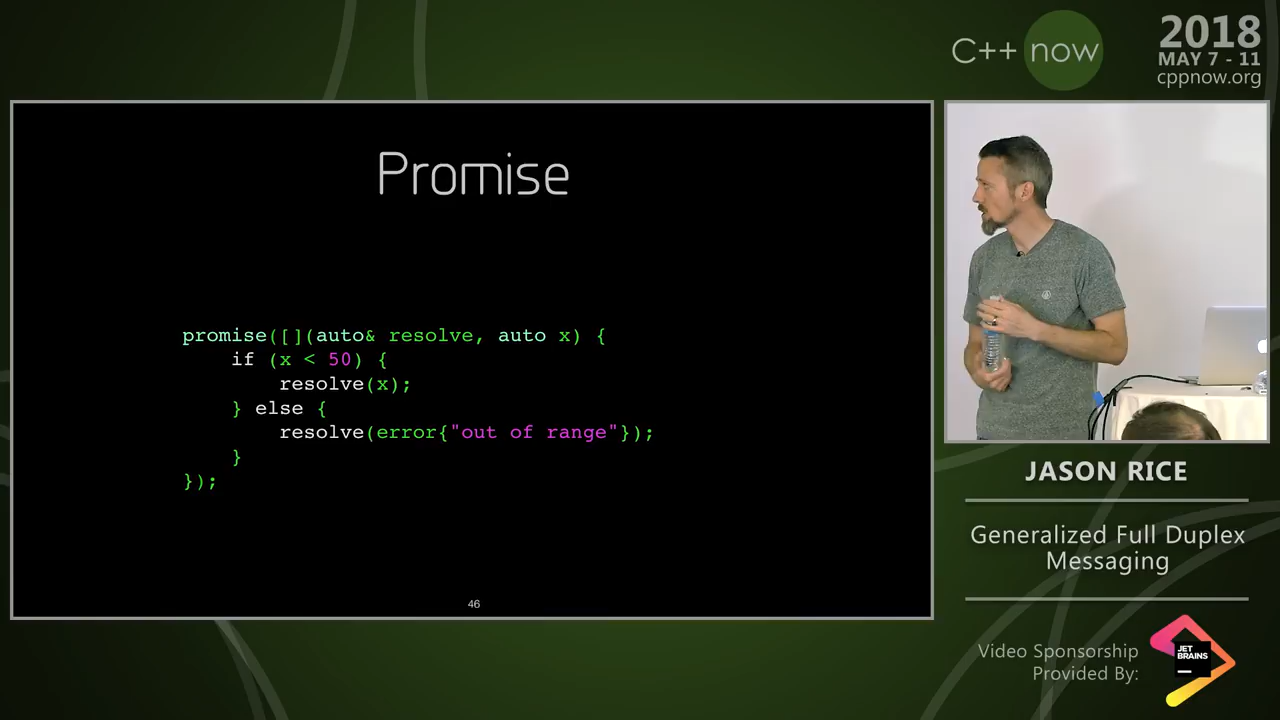 C++ now
2018
MAY 7 - 11
cppnow.org
Promise
promise([](auto& resolve, auto x) {
    if (x < 50) {
        resolve(x);
    } else {
        resolve(error{"out of range"});
    }
});
46
JASON RICE
Generalized Full Duplex
Messaging
Video Sponsorship
Provided By:
JET
BRAINS